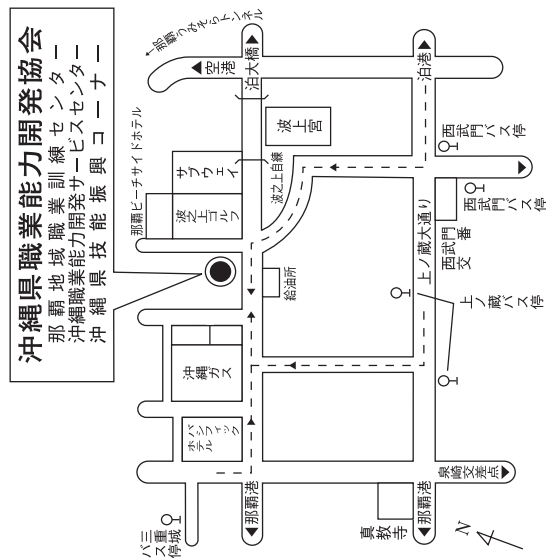 沖縄県職業能力開発協会
那覇地域職業訓練センター
沖縄職業能力開発サービスセンター
沖縄県技能振興コーナー
那覇うみそらトンネル
空港
泊大橋
泊港
那覇ビーチサイドホテル
サブウェイ
波之上ゴルフ
波上宮
波之上自練
西武門バス停
西武門バス停
西武門
交番
上ノ蔵大通り
上ノ蔵バス停
給油所
沖縄ガス
パシフィック
ホテル
三重城
バス停
那覇港
真教寺
那覇港
泉崎交差点
N